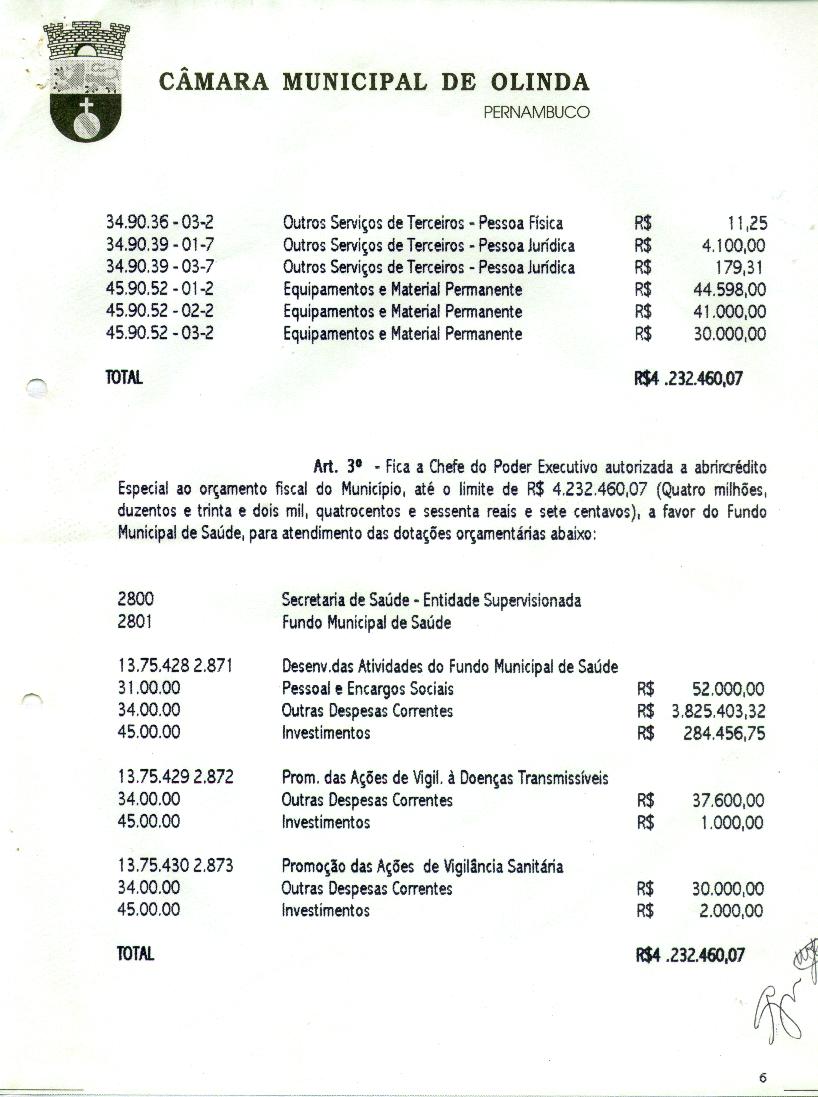 CÂMARA MUNICIPAL DE OLINDA
PERNAMBUCO
34.90.36 - 03-2 Outros Serviços de Terceiros - Pessoa Física R$ 11,25
34.90.39 - 01-7 Outros Serviços de Terceiros - Pessoa Jurídica R$ 4.100,00
34.90.39 - 03-7 Outros Serviços de Terceiros - Pessoa Jurídica R$ 179,31
45.90.52 - 01-2 Equipamentos e Material Permanente R$ 44.598,00
45.90.52 - 02-2 Equipamentos e Material Permanente R$ 41.000,00
45.90.52 - 03-2 Equipamentos e Material Permanente R$ 30.000,00
TOTAL R$4 .232.460,07
Art. 3º - Fica a Chefe do Poder Executivo autorizada a abrircrédito
Especial ao orçamento fiscal do Município, até o limite de R$ 4.232.460,07 (Quatro milhões,
duzentos e trinta e dois mil, quatrocentos e sessenta reais e sete centavos), a favor do Fundo
Municipal de Saúde, para atendimento das dotações orçamentárias abaixo:
2800 Secretaria de Saúde - Entidade Supervisionada
2801 Fundo Municipal de Saúde
13.75.428 2.871 Desenv.das Atividades do Fundo Municipal de Saúde
31.00.00 Pessoal e Encargos Sociais R$ 52.000,00
34.00.00 Outras Despesas Correntes R$ 3.825.403,32
45.00.00 Investimentos R$ 284.456,75
13.75.429 2.872 Prom. das Ações de Vigil. à Doenças Transmissíveis
34.00.00 Outras Despesas Correntes R$ 37.600,00
45.00.00 Investimentos R$ 1.000,00
13.75.430 2.873 Promoção das Ações de Vigilância Sanitária
34.00.00 Outras Despesas Correntes R$ 30.000,00
45.00.00 Investimentos R$ 2.000,00
TOTAL R$4 .232.460,07
6